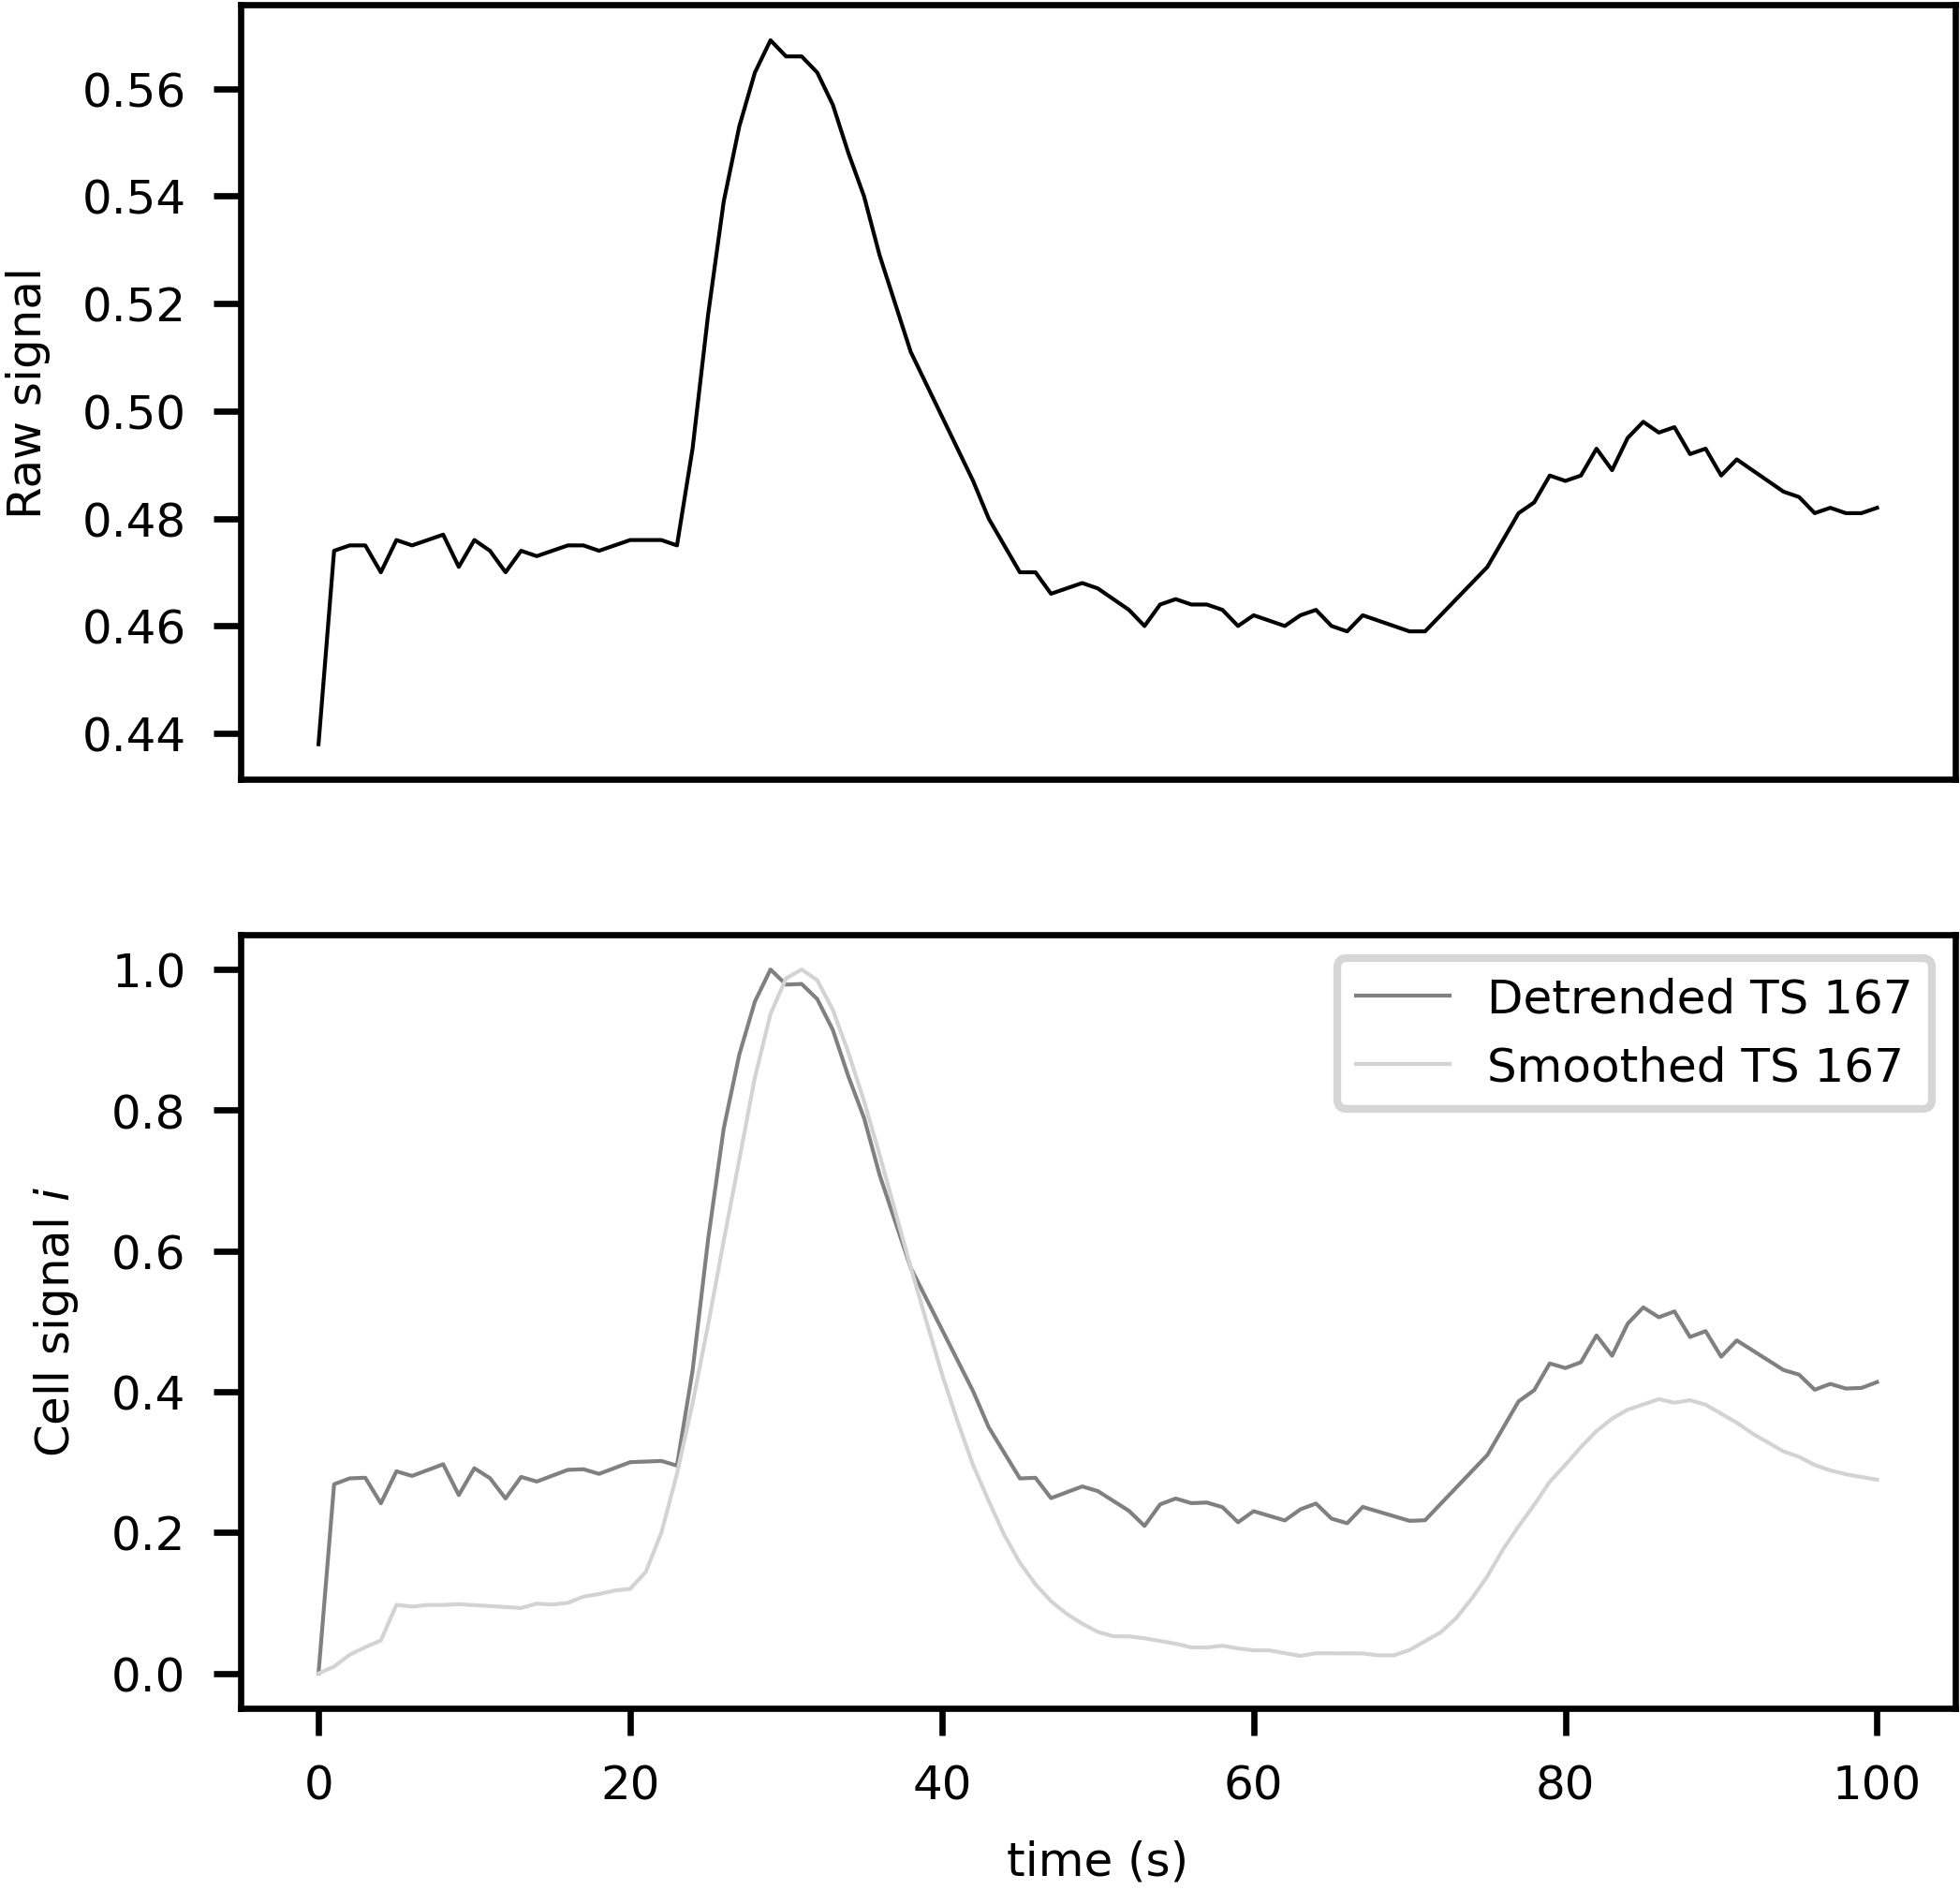 Raw signal
0.56
0.54
0.52
0.50
0.48
0.46
0.44
Cell signal i
1.0
0.8
0.6
0.4
0.2
0.0
Detrended TS 167
Smoothed TS 167
0 20 40 60 80 100
time (s)